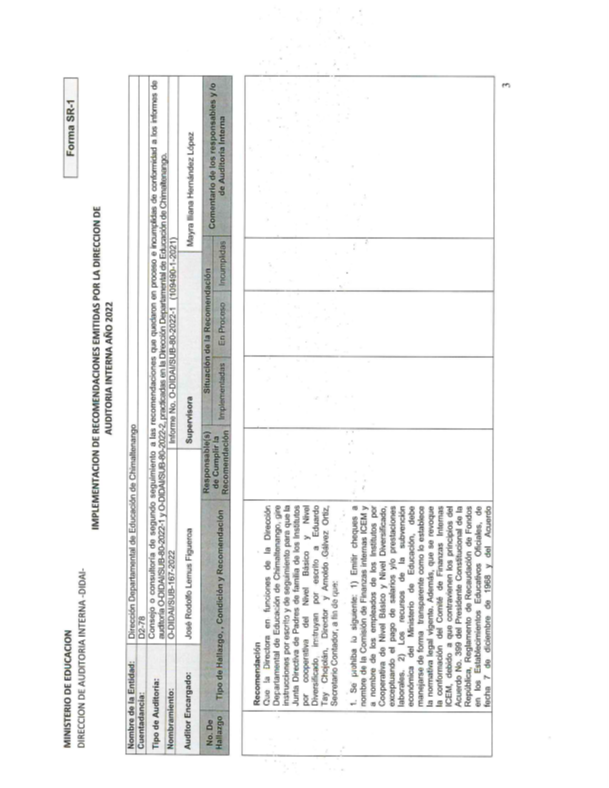 MINISTERIO DE EDUCACION
DIRECCION DE AUDITORIA INTERNA -DIDAI-
Forma SR-1
IMPLEMENTACION DE RECOMENDACIONES EMITIDAS POR LA DIRECCION DE
AUDITORIA INTERNA AÑO 2022
Nombre de la Entidad: Dirección Departamental de Educación de Chimaltenango
Cuentadancia: D2-78
Tipo de Auditoría: Consejo o consultoría de segundo seguimiento a las recomendaciones que quedaron en proceso e incumplidas de conformidad a los informes de
auditoría O-DIDAI/SUB-80-2022-1 y O-DIDAI/SUB-80-2022-2, practicadas en la Dirección Departamental de Educación de Chimaltenango.
Nombramiento: O-DIDAI/SUB-167-2022 Informe No. O-DIDAI/SUB-80-2022-1 (109490-1-2021)
Auditor Encargado: José Rodolfo Lemus Figueroa Supervisora Mayra Iliana Hernández López
No. De
Hallazgo
Tipo de Hallazgo, , Condición y Recomendación
Responsable(s)
de Cumplir la
Recomendación
Situación de la Recomendación
Implementadas En Proceso Incumplidas
Comentario de los responsables y/o
de Auditoría Interna
Recomendación
Que la Directora en funciones de la Dirección
Departamental de Educación de Chimaltenango, gire
instrucciones por escrito y de seguimiento para que la
Junta Directiva de Padres de familia de los Institutos
por cooperativa del Nivel Básico y Nivel
Diversificado, instruyan por escrito a Eduardo
Tay Chojolán, Director y Arnoldo Gálvez Ortiz,
Secretario Contador, a fin de que:
1. Se prohíba lo siguiente: 1) Emitir cheques a
nombre de la Comisión de Finanzas internas ICEM y
a nombre de los empleados de los Institutos por
Cooperativa de Nivel Básico y Nivel Diversificado,
exceptuando el pago de salarios y/o prestaciones
laborales. 2) Los recursos de la subvención
económica del Ministerio de Educación, debe
manejarse de forma transparente como lo establece
la normativa legal vigente. Además, que se revoque
la conformación del Comité de Finanzas Internas
ICEM, debido a que contravienen los principios del
Acuerdo No. 399 del Presidente Constitucional de la
República, Reglamento de Recaudación de Fondos
en los Establecimientos Educativos Oficiales, de
fecha 7 de diciembre de 1968 y del Acuerdo
3